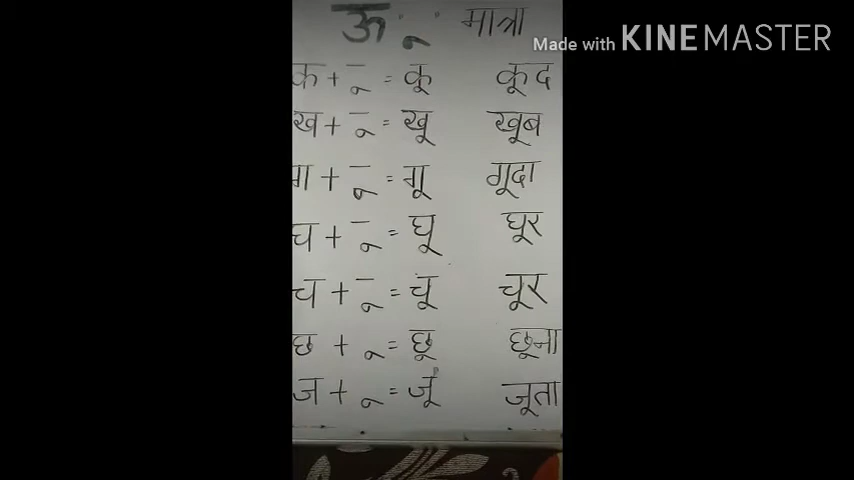 ऊ ू मात्रा
Made with KINEMASTER
क + ू = कू कूद
ख + ू = खू खूब
ग + ू = गू गूदा
घ + ू = घू घूर
च + ू = चू चूर
छ + ू = छू छूना
ज + ू = जू जूता